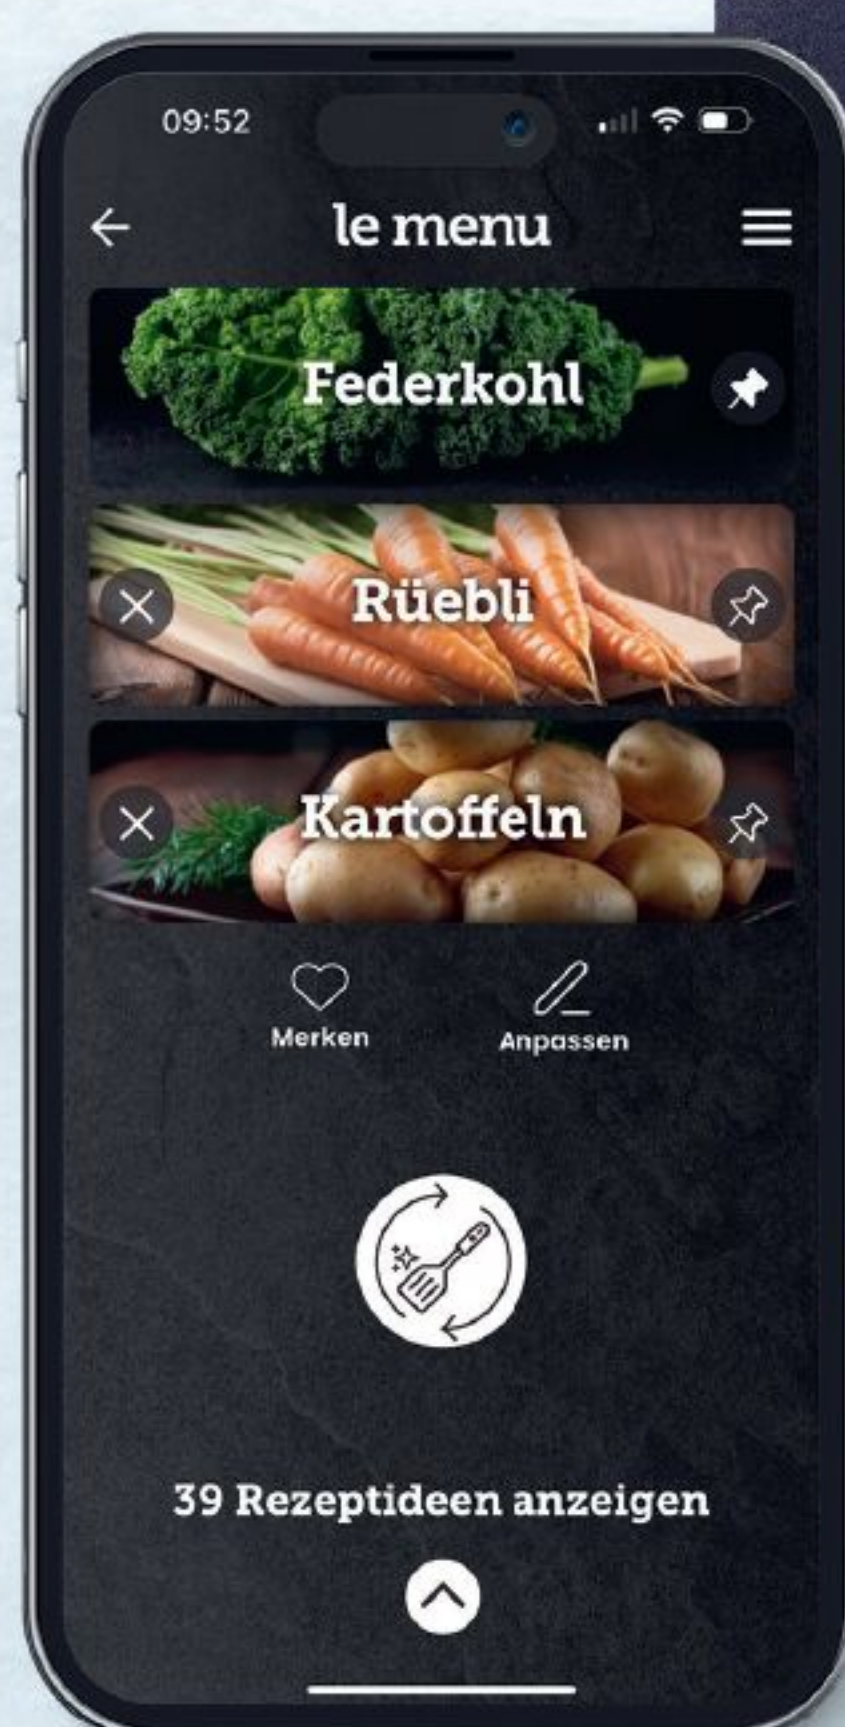 09:52
le menu
Federkohl
Rüebli
Kartoffeln
Merken
Anpassen
39 Rezeptideen anzeigen